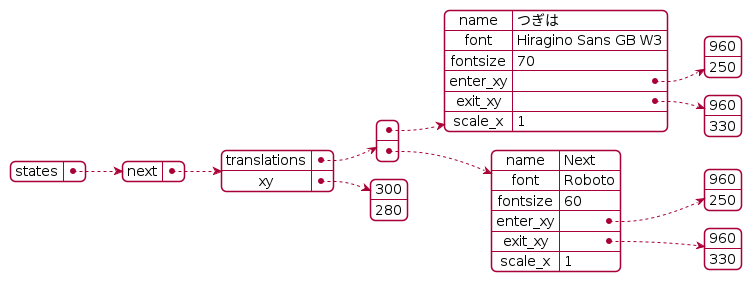 states
next
translations
xy
300
280
name つぎは
font Hiragino Sans GB W3
fontsize 70
enter_xy
exit_xy
scale_x 1
960
250
960
330
name Next
font Roboto
fontsize 60
enter_xy
exit_xy
scale_x 1
960
250
960
330